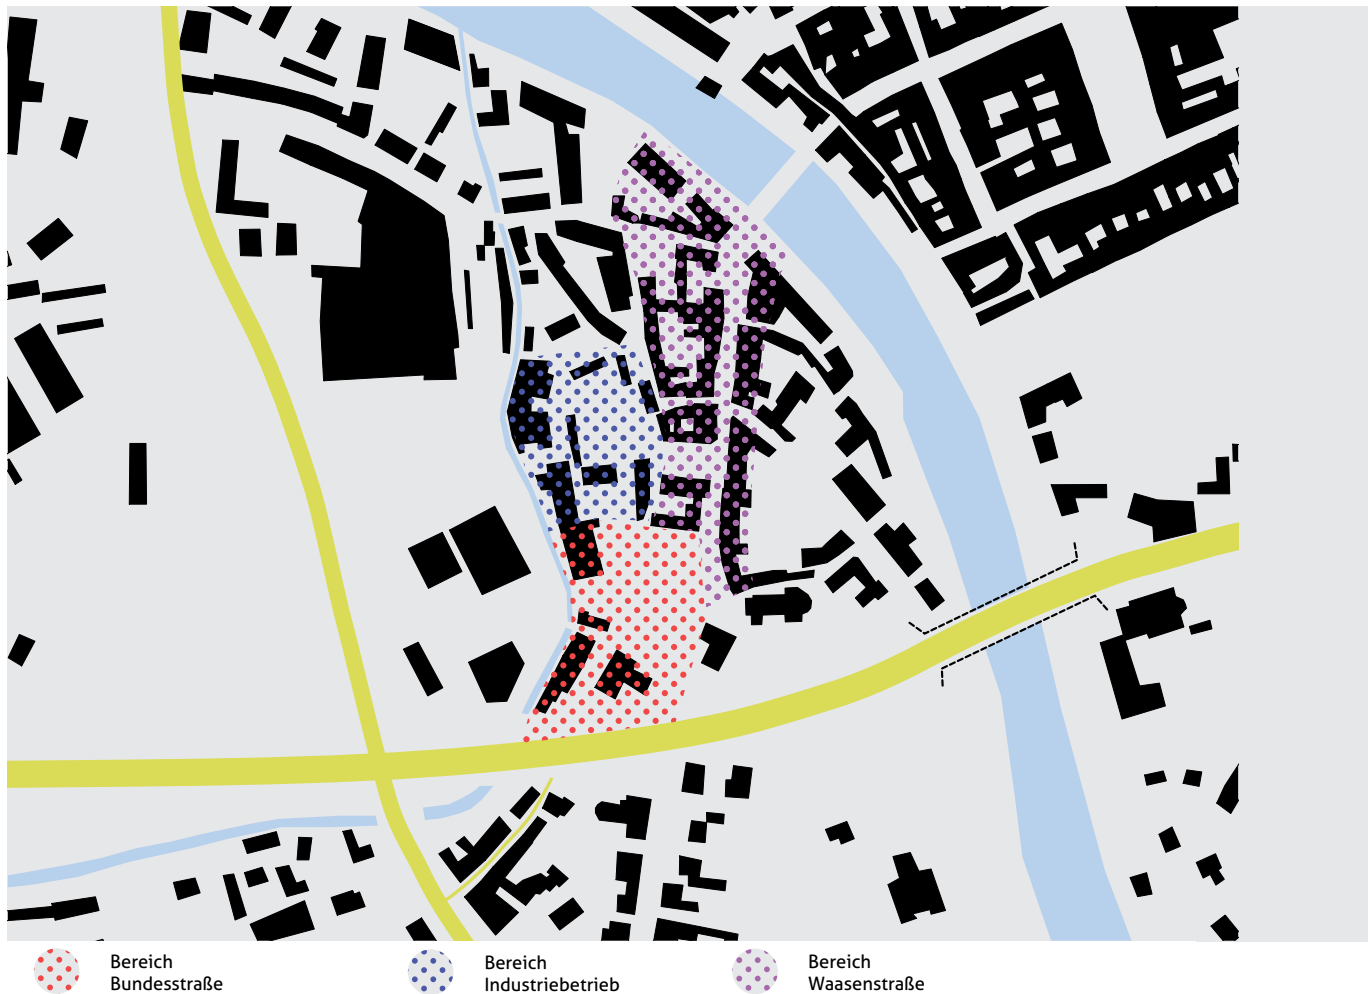 Bereich
Bundesstraße
Bereich
Industriebetrieb
Bereich
Waasenstraße